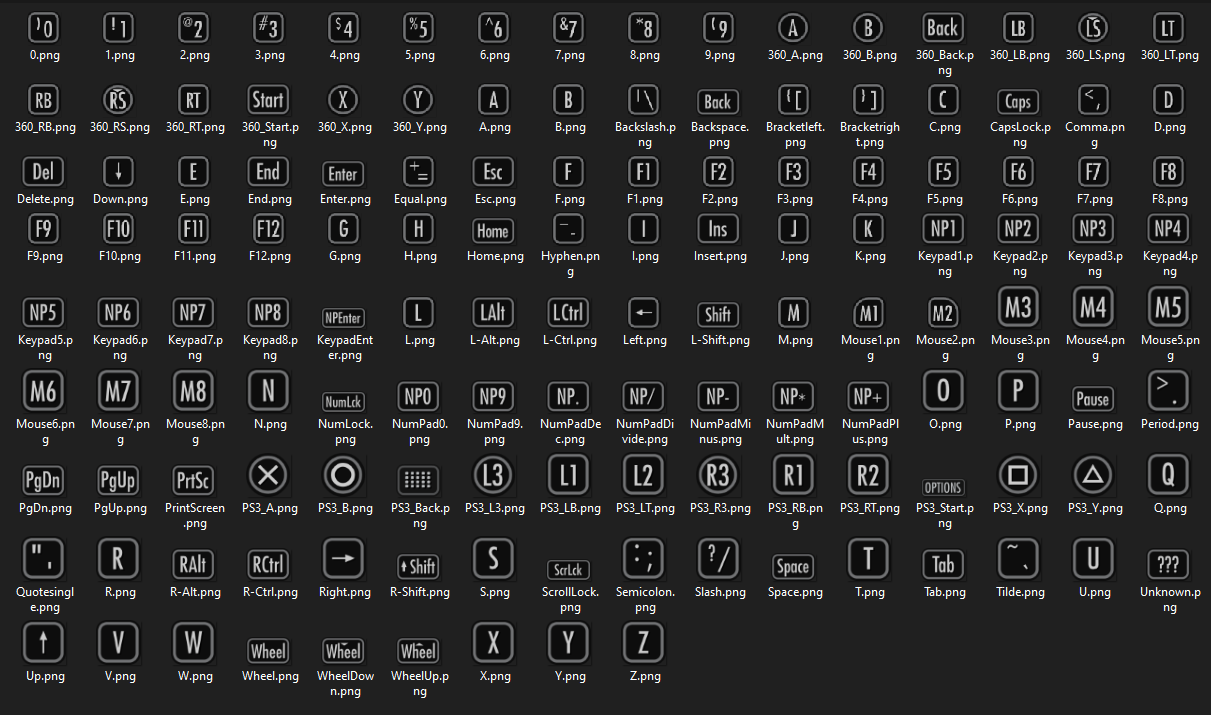 ) 0 ! 1 @ 2 # 3 $ 4 % 5 ^ 6 & 7 * 8 ( 9 A B Back LB LS LT
0.png 1.png 2.png 3.png 4.png 5.png 6.png 7.png 8.png 9.png 360_A.png 360_B.png 360_Back.png 360_LB.png 360_LS.png 360_LT.png
RB RS RT Start X Y A B | \ Back { [ } ] C Caps < , D
360_RB.png 360_RS.png 360_RT.png 360_Start.png 360_X.png 360_Y.png A.png B.png Backslash.png Backspace.png Bracketleft.png Bracketright.png C.png CapsLock.png Comma.png D.png
Del ↓ E End Enter + = Esc F F1 F2 F3 F4 F5 F6 F7 F8
Delete.png Down.png E.png End.png Enter.png Equal.png Esc.png F.png F1.png F2.png F3.png F4.png F5.png F6.png F7.png F8.png
F9 F10 F11 F12 G H Home _ - I Ins J K NP1 NP2 NP3 NP4
F9.png F10.png F11.png F12.png G.png H.png Home.png Hyphen.png I.png Insert.png J.png K.png Keypad1.png Keypad2.png Keypad3.png Keypad4.png
NP5 NP6 NP7 NP8 NPEnter L LAlt LCtrl ← Shift M M1 M2 M3 M4 M5
Keypad5.png Keypad6.png Keypad7.png Keypad8.png KeypadEnter.png L.png L-Alt.png L-Ctrl.png Left.png L-Shift.png M.png Mouse1.png Mouse2.png Mouse3.png Mouse4.png Mouse5.png
M6 M7 M8 N NumLck NP0 NP9 NP. NP/ NP- NP* NP+ O P Pause > .
Mouse6.png Mouse7.png Mouse8.png N.png NumLock.png NumPad0.png NumPad9.png NumPadDec.png NumPadDivide.png NumPadMinus.png NumPadMult.png NumPadPlus.png O.png P.png Pause.png Period.png
PgDn PgUp PrtSc L3 L1 L2 R3 R1 R2 OPTIONS Q
PgDn.png PgUp.png PrintScreen.png PS3_A.png PS3_B.png PS3_Back.png PS3_L3.png PS3_LB.png PS3_LT.png PS3_R3.png PS3_RB.png PS3_RT.png PS3_Start.png PS3_X.png PS3_Y.png Q.png
" ' R RAlt RCtrl → Shift S ScrLck : ; ? / Space T Tab ~ ` U ???
Quotesingle.png R.png R-Alt.png R-Ctrl.png Right.png R-Shift.png S.png ScrollLock.png Semicolon.png Slash.png Space.png T.png Tab.png Tilde.png U.png Unknown.png
↑ V W Wheel Wheel Wheel X Y Z
Up.png V.png W.png Wheel.png WheelDown.png WheelUp.png X.png Y.png Z.png